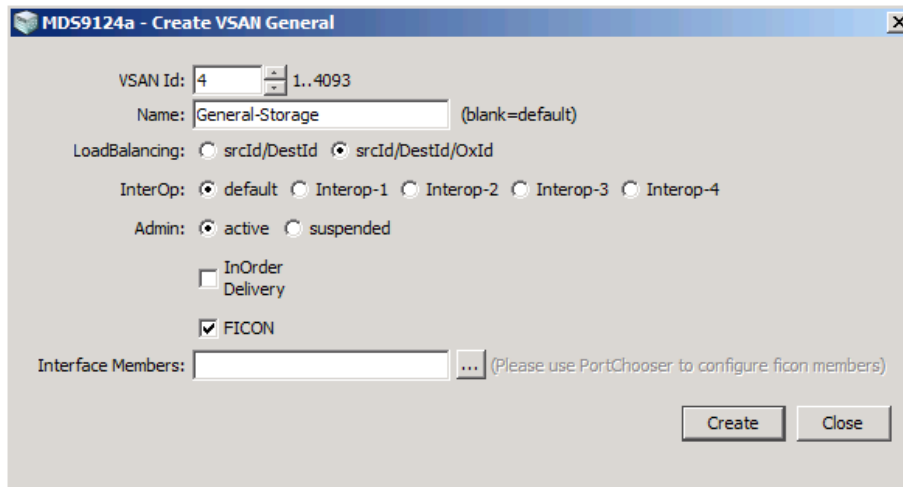 MDS9124a - Create VSAN General
VSAN Id: 4 1..4093
Name: General-Storage (blank=default)
LoadBalancing: srcId/DestId srcId/DestId/OxId
InterOp: default Interop-1 Interop-2 Interop-3 Interop-4
Admin: active suspended
InOrder
Delivery
FICON
Interface Members: ... (Please use PortChooser to configure ficon members)
Create Close